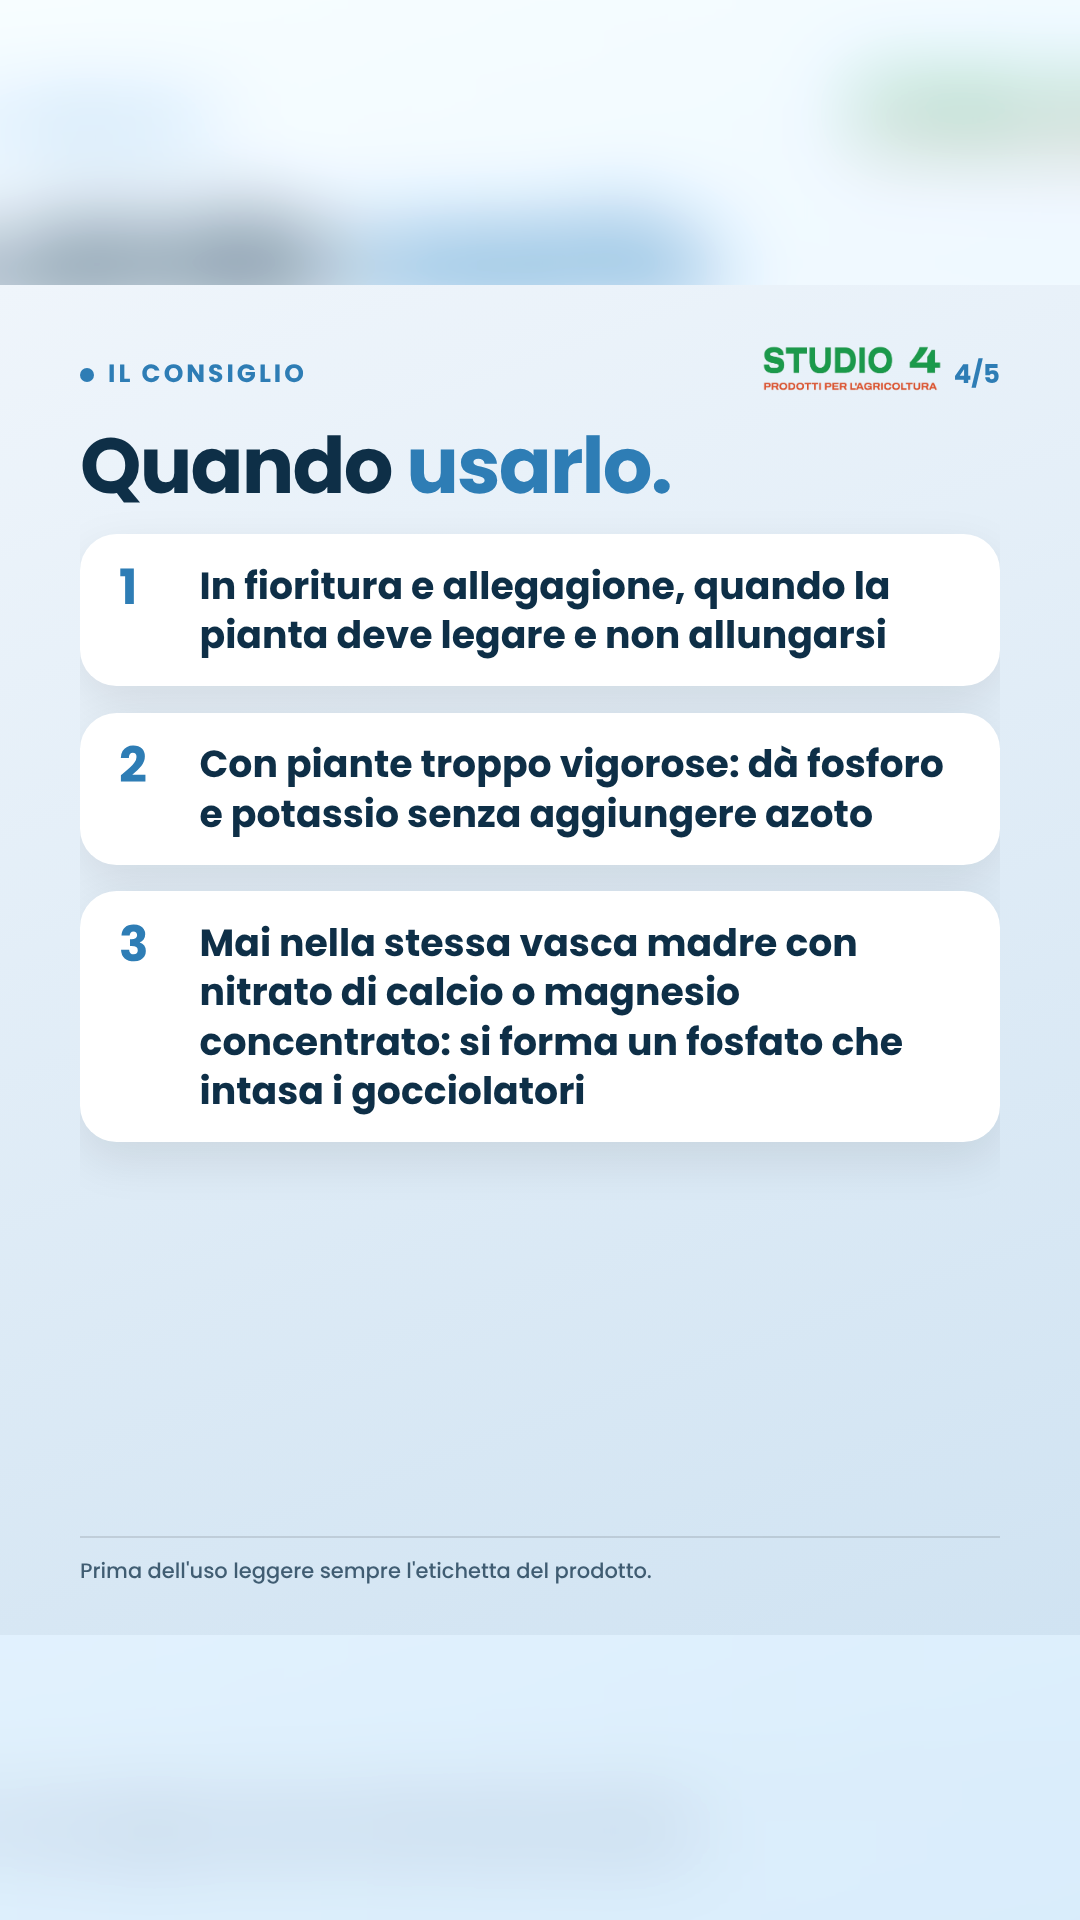 IL CONSIGLIO
STUDIO 4
PRODOTTI PER L'AGRICOLTURA
4/5
Quando usarlo.
1
In fioritura e allegagione, quando la
pianta deve legare e non allungarsi
2
Con piante troppo vigorose: dà fosforo
e potassio senza aggiungere azoto
3
Mai nella stessa vasca madre con
nitrato di calcio o magnesio
concentrato: si forma un fosfato che
intasa i gocciolatori
Prima dell'uso leggere sempre l'etichetta del prodotto.